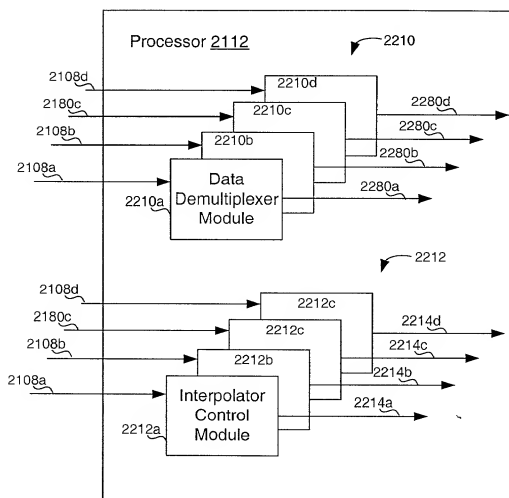 Processor 2112
2210
2108d
2210d
2180c
2210c
2280d
2108b
2210b
2280c
2280b
2108a
Data
Demultiplexer
Module
2280a
2210a
2212
2108d
2212c
2180c
2212c
2214d
2108b
2212b
2214c
2214b
2108a
Interpolator
Control
Module
2214a
2212a